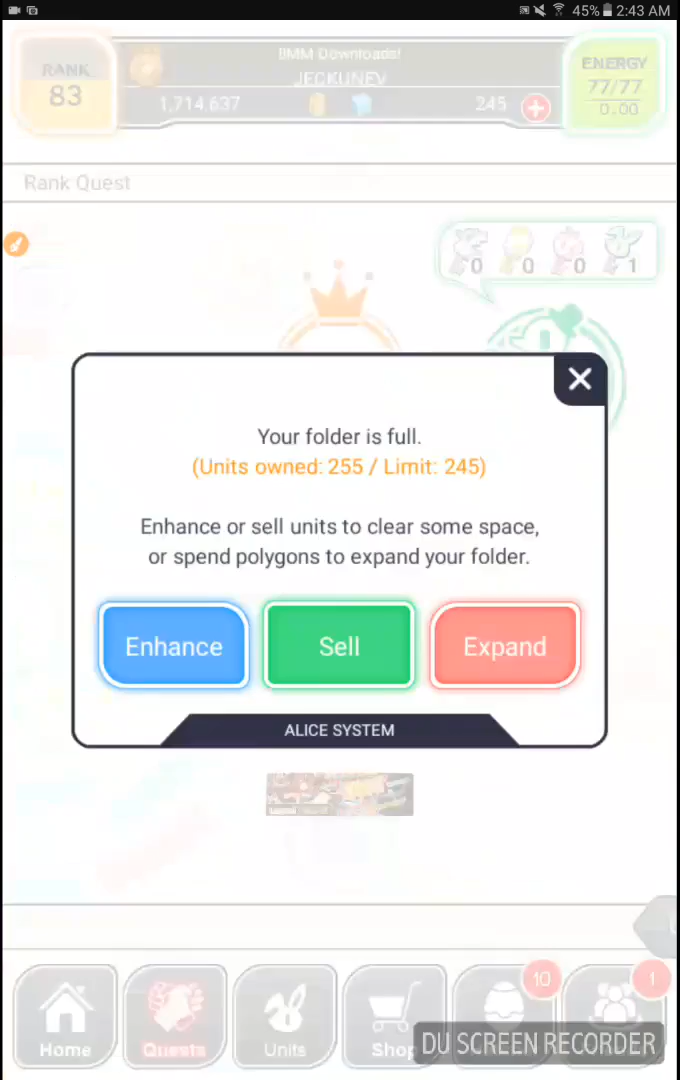 45% 2:43 AM
BMM Downloads!
RANK
83
JECKUNEV
1,714,637
245
ENERGY
77/77
0.00
Rank Quest
0 0 0 1
Your folder is full.
(Units owned: 255 / Limit: 245)
Enhance or sell units to clear some space,
or spend polygons to expand your folder.
Enhance Sell Expand
ALICE SYSTEM
10 1
Home Quests Units Shop
DU SCREEN RECORDER